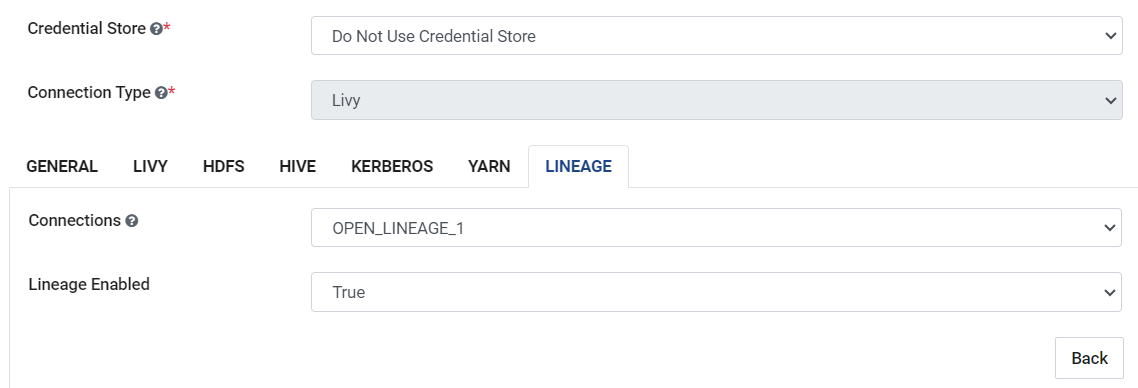 Credential Store ?*
Do Not Use Credential Store
Connection Type ?*
Livy
GENERAL LIVY HDFS HIVE KERBEROS YARN LINEAGE
Connections ?
OPEN_LINEAGE_1
Lineage Enabled
True
Back